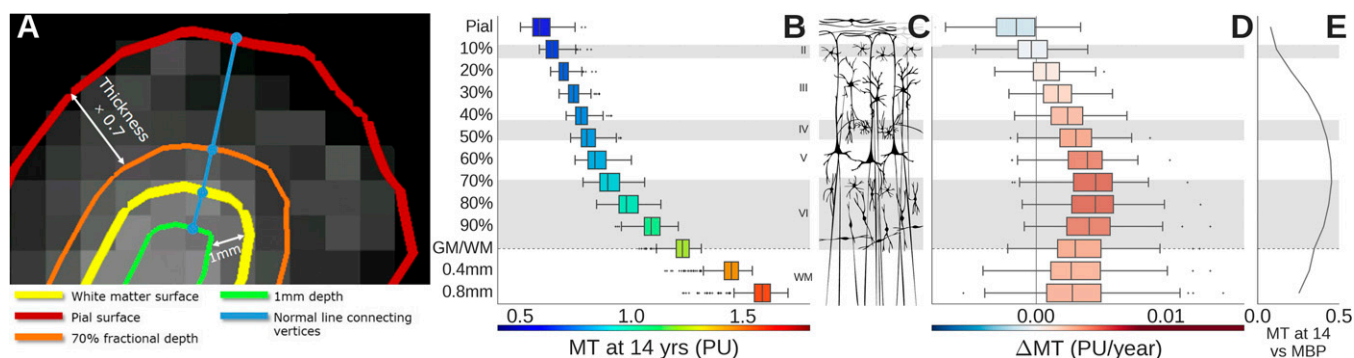 A
Thickness
× 0.7
1mm
White matter surface
Pial surface
70% fractional depth
1mm depth
Normal line connecting
vertices
B
Pial
10%
20%
30%
40%
50%
60%
70%
80%
90%
GM/WM
0.4mm
0.8mm
0.5
1.0
1.5
MT at 14 yrs (PU)
II
III
IV
V
VI
WM
C
D
0.00
0.01
ΔMT (PU/year)
E
0.0
0.5
MT at 14
vs MBP